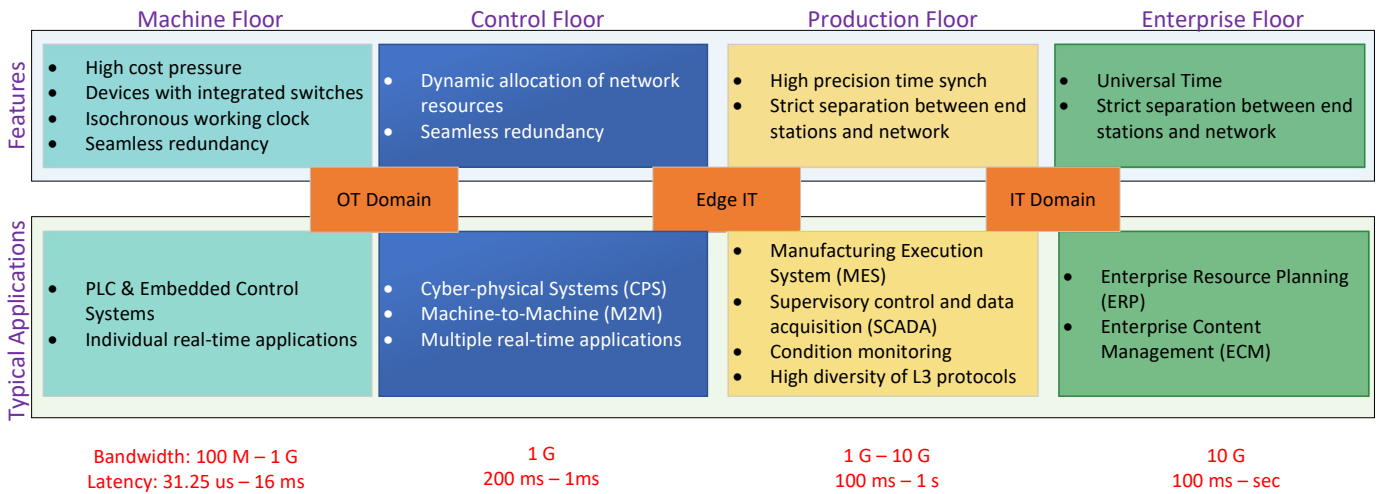 Machine Floor
Control Floor
Production Floor
Enterprise Floor
Features
• High cost pressure
• Devices with integrated switches
• Isochronous working clock
• Seamless redundancy
• Dynamic allocation of network
resources
• Seamless redundancy
• High precision time synch
• Strict separation between end
stations and network
• Universal Time
• Strict separation between end
stations and network
OT Domain
Edge IT
IT Domain
Typical Applications
• PLC & Embedded Control
Systems
• Individual real-time applications
• Cyber-physical Systems (CPS)
• Machine-to-Machine (M2M)
• Multiple real-time applications
• Manufacturing Execution
System (MES)
• Supervisory control and data
acquisition (SCADA)
• Condition monitoring
• High diversity of L3 protocols
• Enterprise Resource Planning
(ERP)
• Enterprise Content
Management (ECM)
Bandwidth: 100 M – 1 G
Latency: 31.25 us – 16 ms
1 G
200 ms – 1ms
1 G – 10 G
100 ms – 1 s
10 G
100 ms – sec